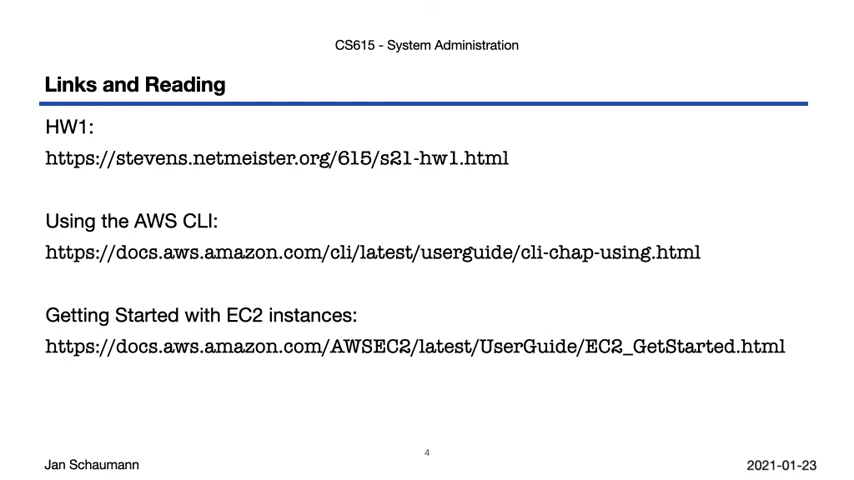 CS615 - System Administration
Links and Reading
HW1:
https://stevens.netmeister.org/615/s21-hw1.html
Using the AWS CLI:
https://docs.aws.amazon.com/cli/latest/userguide/cli-chap-using.html
Getting Started with EC2 instances:
https://docs.aws.amazon.com/AWSEC2/latest/UserGuide/EC2_GetStarted.html
4
Jan Schaumann
2021-01-23